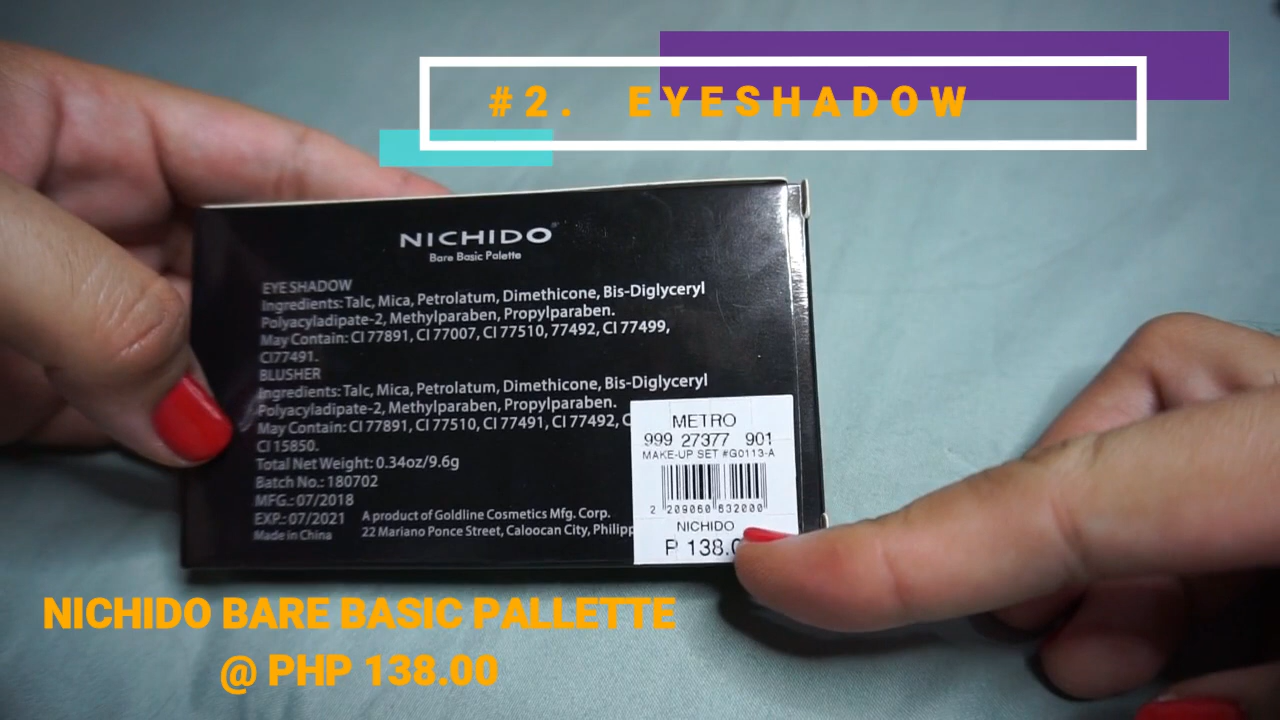 #2. EYESHADOW
NICHIDO
Bare Basic Palette
EYE SHADOW
Ingredients: Talc, Mica, Petrolatum, Dimethicone, Bis-Diglyceryl
Polyacyladipate-2, Methylparaben, Propylparaben.
May Contain: CI 77891, CI 77007, CI 77510, 77492, CI 77499,
CI77491.
BLUSHER
Ingredients: Talc, Mica, Petrolatum, Dimethicone, Bis-Diglyceryl
Polyacyladipate-2, Methylparaben, Propylparaben.
May Contain: CI 77891, CI 77510, CI 77491, CI 77492,
CI 15850.
Total Net Weight: 0.34oz/9.6g
Batch No.: 180702
MFG.: 07/2018
EXP.: 07/2021
Made in China
A product of Goldline Cosmetics Mfg. Corp.
22 Mariano Ponce Street, Caloocan City,
METRO
999 27377 901
MAKE-UP SET #G0113-A
2 209060 632000
NICHIDO
P 138.0
NICHIDO BARE BASIC PALLETTE
@ PHP 138.00